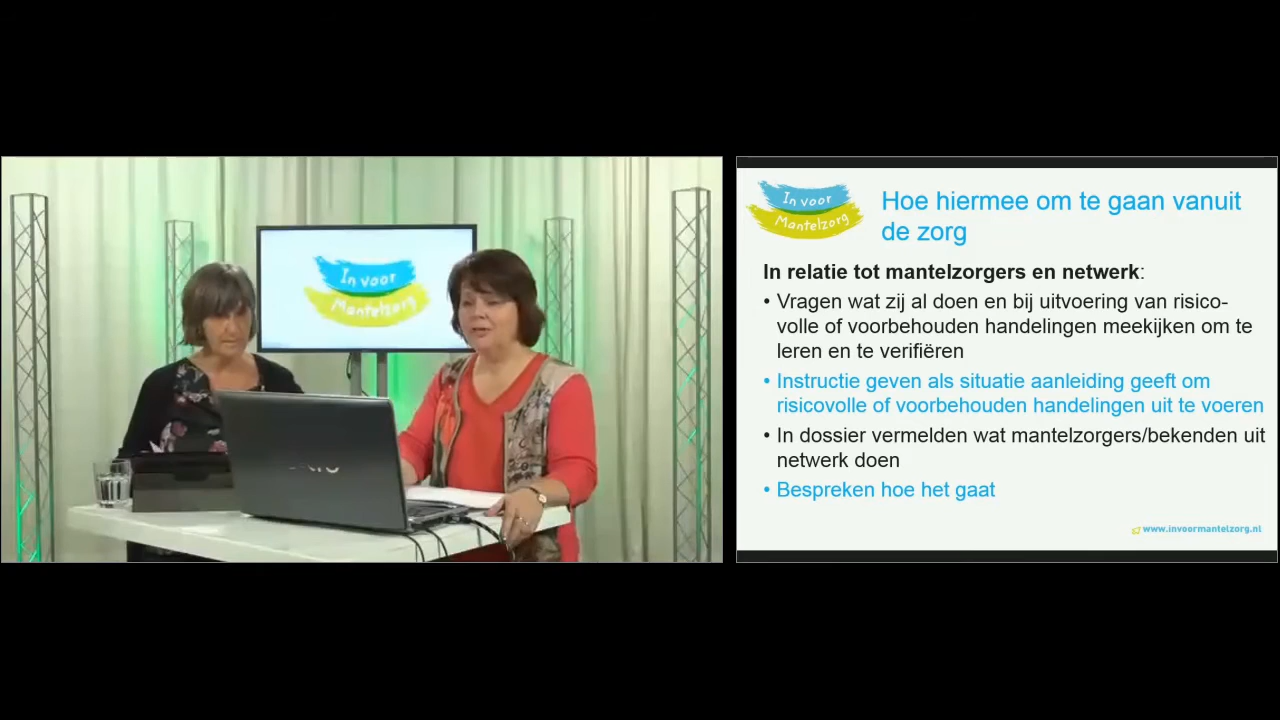 In voor
Mantelzorg
In voor
Mantelzorg
Hoe hiermee om te gaan vanuit
de zorg
In relatie tot mantelzorgers en netwerk:
• Vragen wat zij al doen en bij uitvoering van risico-
volle of voorbehouden handelingen meekijken om te
leren en te verifiëren
• Instructie geven als situatie aanleiding geeft om
risicovolle of voorbehouden handelingen uit te voeren
• In dossier vermelden wat mantelzorgers/bekenden uit
netwerk doen
• Bespreken hoe het gaat
www.invoormantelzorg.nl